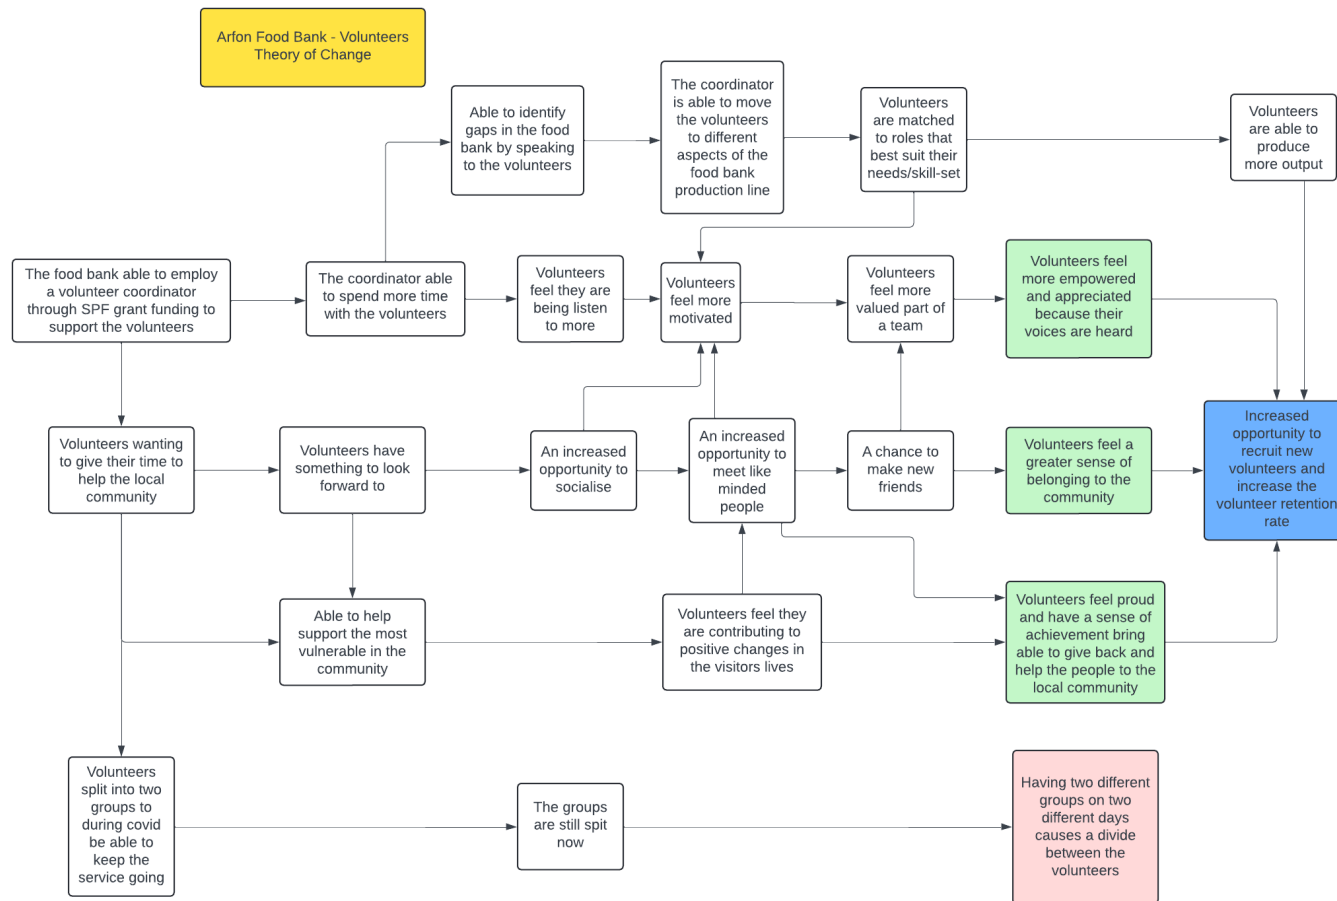 Arfon Food Bank - Volunteers
Theory of Change
Able to identify
gaps in the food
bank by speaking
to the volunteers
The coordinator
is able to move
the volunteers
to different
aspects of the
food bank
production line
Volunteers
are matched
to roles that
best suit their
needs/skill-set
Volunteers
are able to
produce
more output
The food bank able to employ
a volunteer coordinator
through SPF grant funding to
support the volunteers
The coordinator able
to spend more time
with the volunteers
Volunteers
feel they are
being listen
to more
Volunteers
feel more
motivated
Volunteers
feel more
valued part of
a team
Volunteers feel
more empowered
and appreciated
because their
voices are heard
Volunteers wanting
to give their time to
help the local
community
Volunteers have
something to look
forward to
An increased
opportunity to
socialise
An increased
opportunity to
meet like
minded
people
A chance to
make new
friends
Volunteers feel a
greater sense of
belonging to the
community
Increased
opportunity to
recruit new
volunteers and
increase the
volunteer retention
rate
Able to help
support the most
vulnerable in the
community
Volunteers feel they
are contributing to
positive changes in
the visitors lives
Volunteers feel proud
and have a sense of
achievement bring
able to give back and
help the people to the
local community
Volunteers
split into two
groups to
during covid
be able to
keep the
service going
The groups
are still spit
now
Having two different
groups on two
different days
causes a divide
between the
volunteers